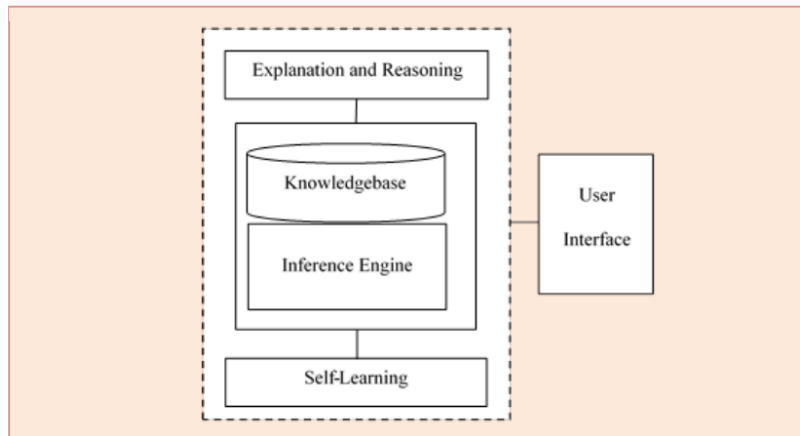 Explanation and Reasoning
Knowledgebase
Inference Engine
Self-Learning
User
Interface